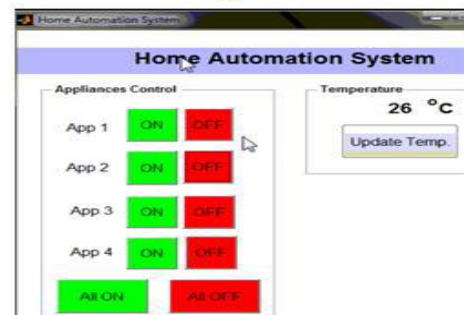 Home Automation System
Home Automation System
Appliances Control
App 1 ON OFF
App 2 ON OFF
App 3 ON OFF
App 4 ON OFF
All ON All OFF
Temperature
26 °C
Update Temp.